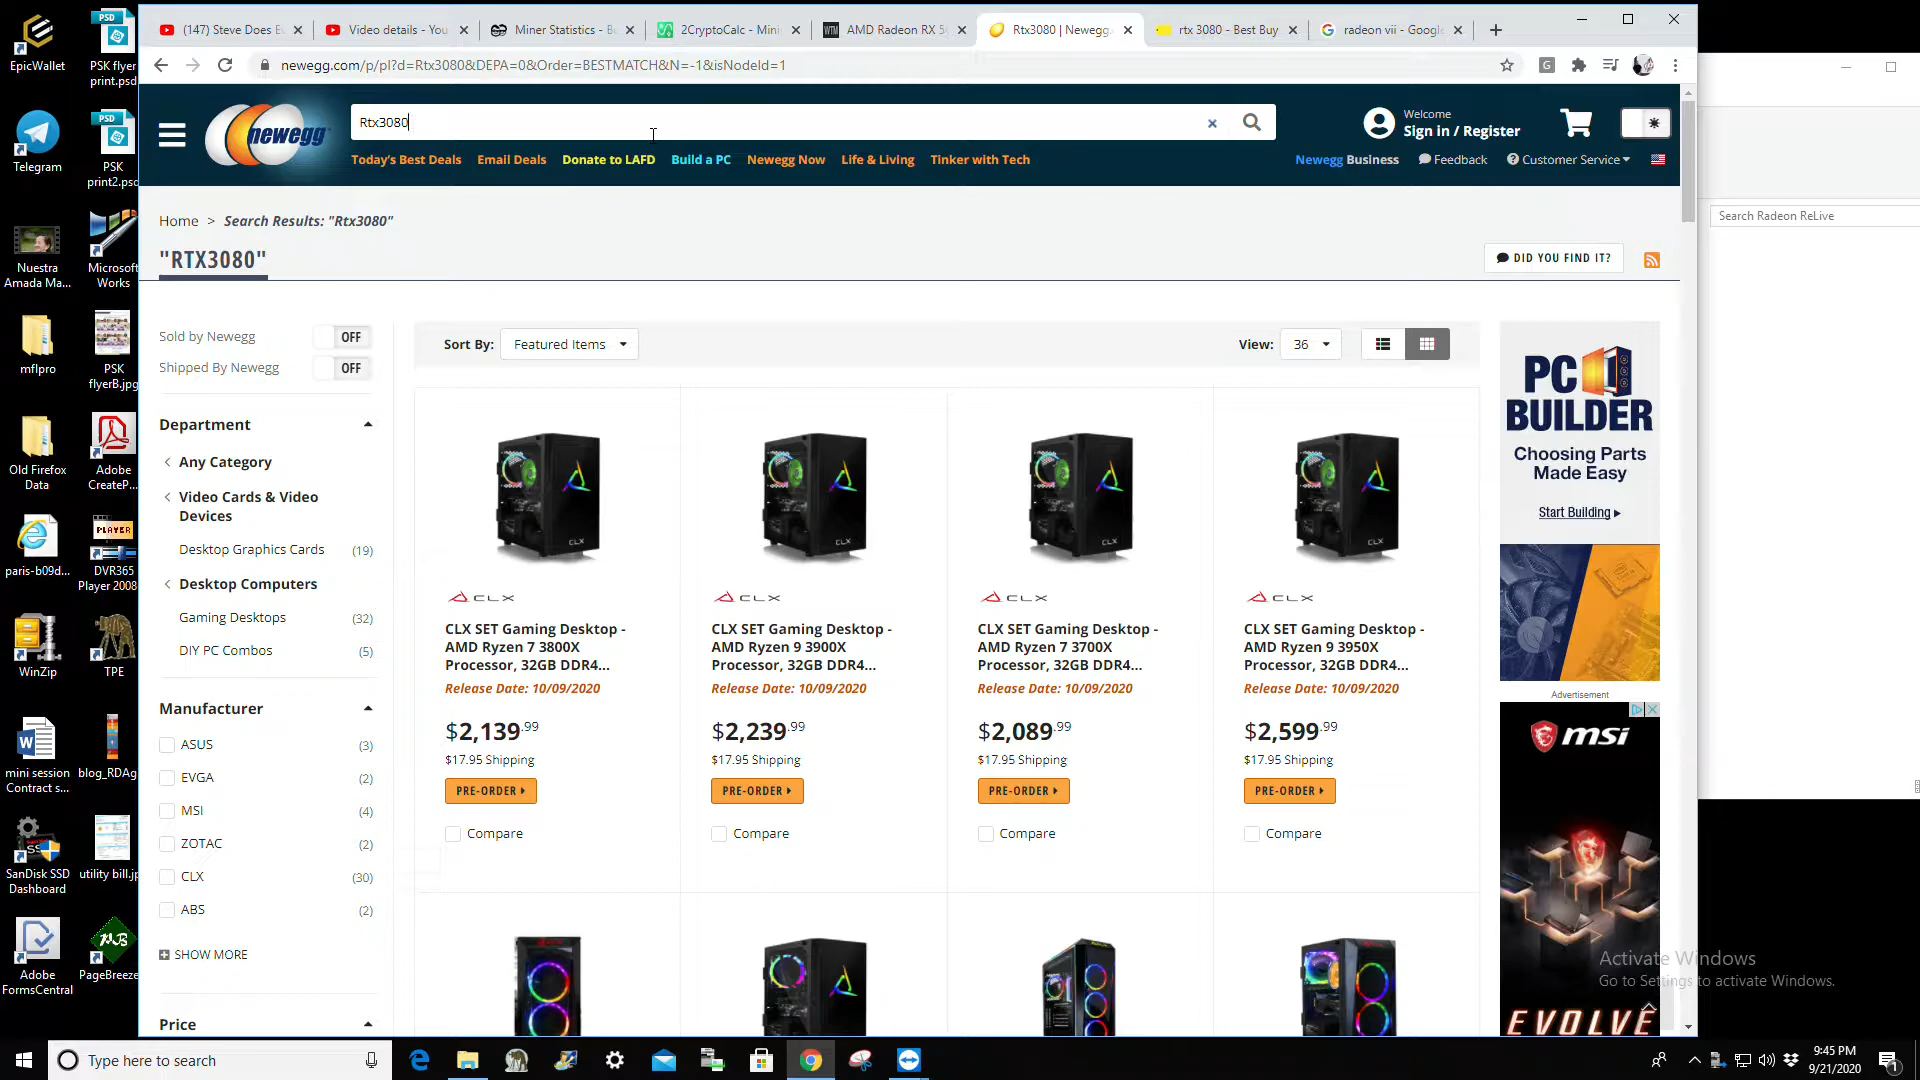 (147) Steve Does E
Video details - You
Miner Statistics - B
2CryptoCalc - Mini
AMD Radeon RX 5
Rtx3080 | Newegg.
rtx 3080 - Best Buy
radeon vii - Google
newegg.com/p/pl?d=Rtx3080&DEPA=0&Order=BESTMATCH&N=-1&isNodeId=1
newegg
Rtx3080
Welcome
Sign in / Register
Today's Best Deals
Email Deals
Donate to LAFD
Build a PC
Newegg Now
Life & Living
Tinker with Tech
Newegg Business
Feedback
Customer Service
Home > Search Results: "Rtx3080"
"RTX3080"
DID YOU FIND IT?
Search Radeon ReLive
Sold by Newegg OFF
Shipped By Newegg OFF
Department
Any Category
Video Cards & Video
Devices
Desktop Graphics Cards (19)
Desktop Computers
Gaming Desktops (32)
DIY PC Combos (5)
Manufacturer
ASUS (3)
EVGA (2)
MSI (4)
ZOTAC (2)
CLX (30)
ABS (2)
SHOW MORE
Price
Sort By: Featured Items
View: 36
CLX
CLX SET Gaming Desktop -
AMD Ryzen 7 3800X
Processor, 32GB DDR4...
Release Date: 10/09/2020
$2,139.99
$17.95 Shipping
PRE-ORDER
Compare
CLX
CLX SET Gaming Desktop -
AMD Ryzen 9 3900X
Processor, 32GB DDR4...
Release Date: 10/09/2020
$2,239.99
$17.95 Shipping
PRE-ORDER
Compare
CLX
CLX SET Gaming Desktop -
AMD Ryzen 7 3700X
Processor, 32GB DDR4...
Release Date: 10/09/2020
$2,089.99
$17.95 Shipping
PRE-ORDER
Compare
CLX
CLX SET Gaming Desktop -
AMD Ryzen 9 3950X
Processor, 32GB DDR4...
Release Date: 10/09/2020
$2,599.99
$17.95 Shipping
PRE-ORDER
Compare
PC
BUILDER
Choosing Parts
Made Easy
Start Building
Advertisement
msi
EVOLVE
Activate Windows
Go to Settings to activate Windows.
EpicWallet
PSK flyer
print.psd
Telegram
PSK
print2.psd
Nuestra
Amada Ma...
Microsoft
Works
mflpro
PSK
flyerB.jpg
Old Firefox
Data
Adobe
CreateP...
paris-b09d...
PLAYER
DVR365
Player 2008
WinZip
TPE
mini session
Contract s...
blog_RDAg
SanDisk SSD
Dashboard
utility bill.j
Adobe
FormsCentral
PageBreeze
Type here to search
9:45 PM
9/21/2020